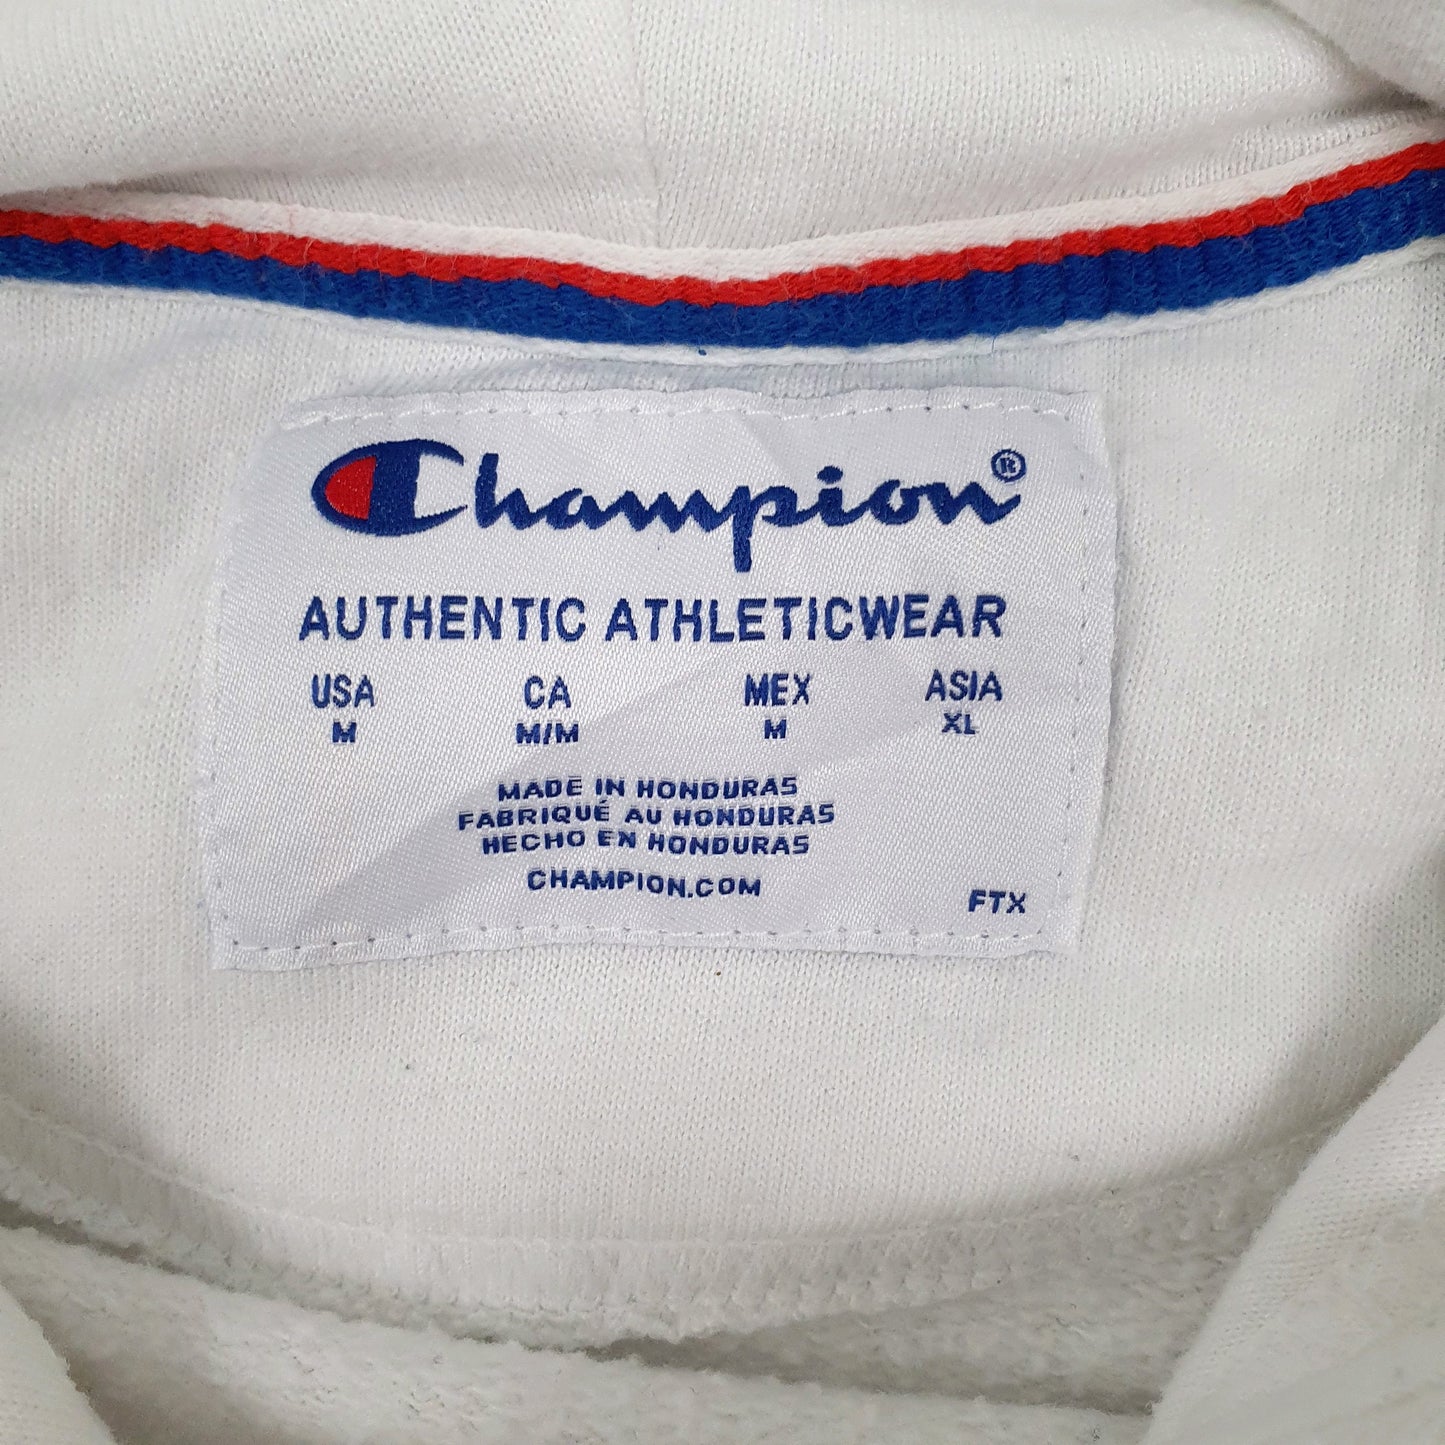 Champion®
AUTHENTIC ATHLETICWEAR
USA CA MEX ASIA
M M/M M XL
MADE IN HONDURAS
FABRIQUÉ AU HONDURAS
HECHO EN HONDURAS
CHAMPION.COM
FTX